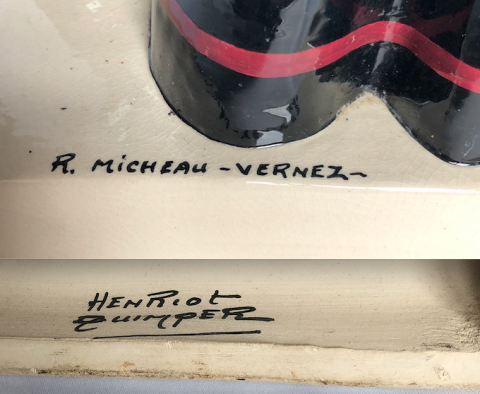 R. MiCHEAU -VERNEZ-
HENRiot
QUiMPER